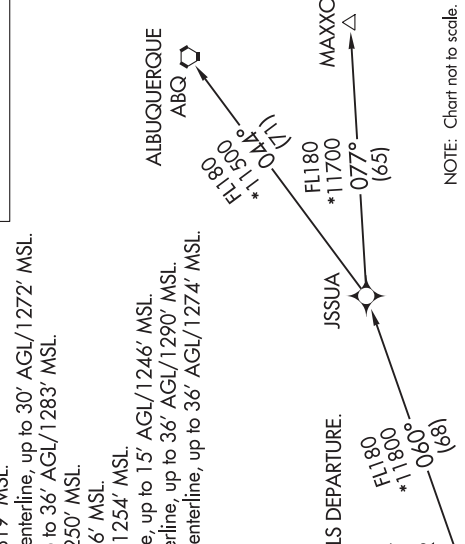 19' MSL.
enterline, up to 30' AGL/1272' MSL.
to 36' AGL/1283' MSL.
250' MSL.
6' MSL.
1254' MSL.
e, up to 15' AGL/1246' MSL.
erline, up to 36' AGL/1290' MSL.
enterline, up to 36' AGL/1274' MSL.
ALBUQUERQUE
ABQ
FL180
*11500
044°
(71)
MAXXO
FL180
*11700
077°
(65)
JSSUA
LS DEPARTURE.
FL180
*11800
060°
(68)
NOTE: Chart not to scale.